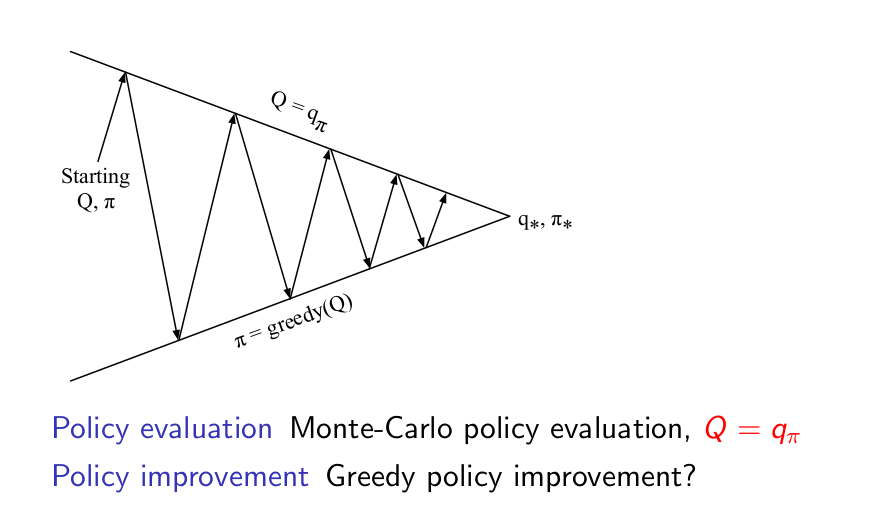 Q = qπ
Starting
Q, π
q*, π*
π = greedy(Q)
Policy evaluation Monte-Carlo policy evaluation, Q = qπ
Policy improvement Greedy policy improvement?